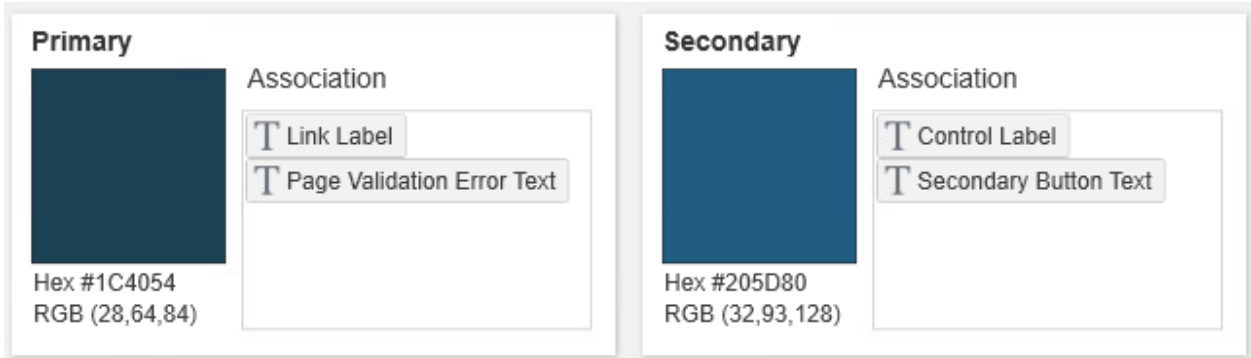 Primary
Association
T Link Label
T Page Validation Error Text
Hex #1C4054
RGB (28,64,84)
Secondary
Association
T Control Label
T Secondary Button Text
Hex #205D80
RGB (32,93,128)